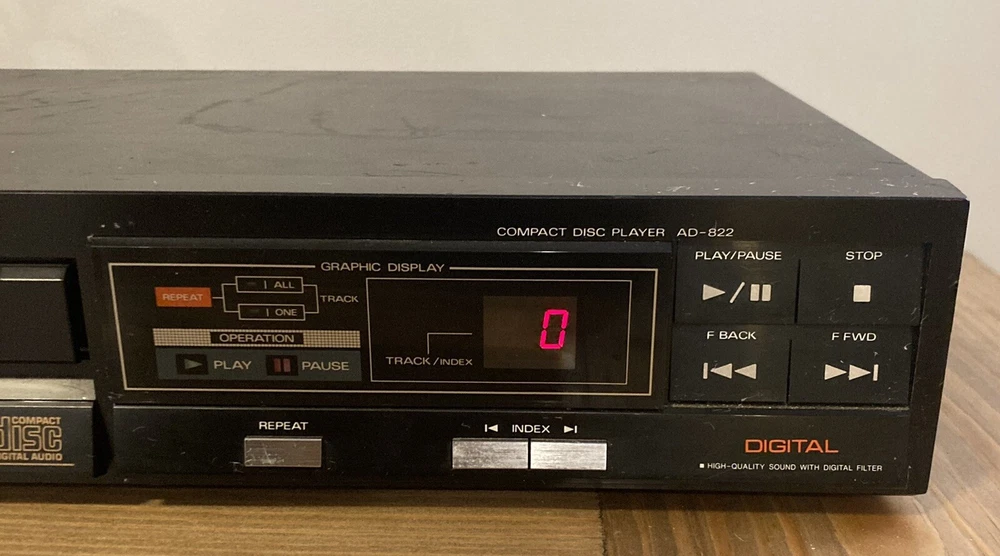 COMPACT DISC PLAYER AD-822
GRAPHIC DISPLAY
REPEAT
ALL
ONE
TRACK
OPERATION
PLAY PAUSE
TRACK/INDEX
0
PLAY/PAUSE STOP
F BACK F FWD
COMPACT
disc
DIGITAL AUDIO
REPEAT
INDEX
DIGITAL
HIGH-QUALITY SOUND WITH DIGITAL FILTER